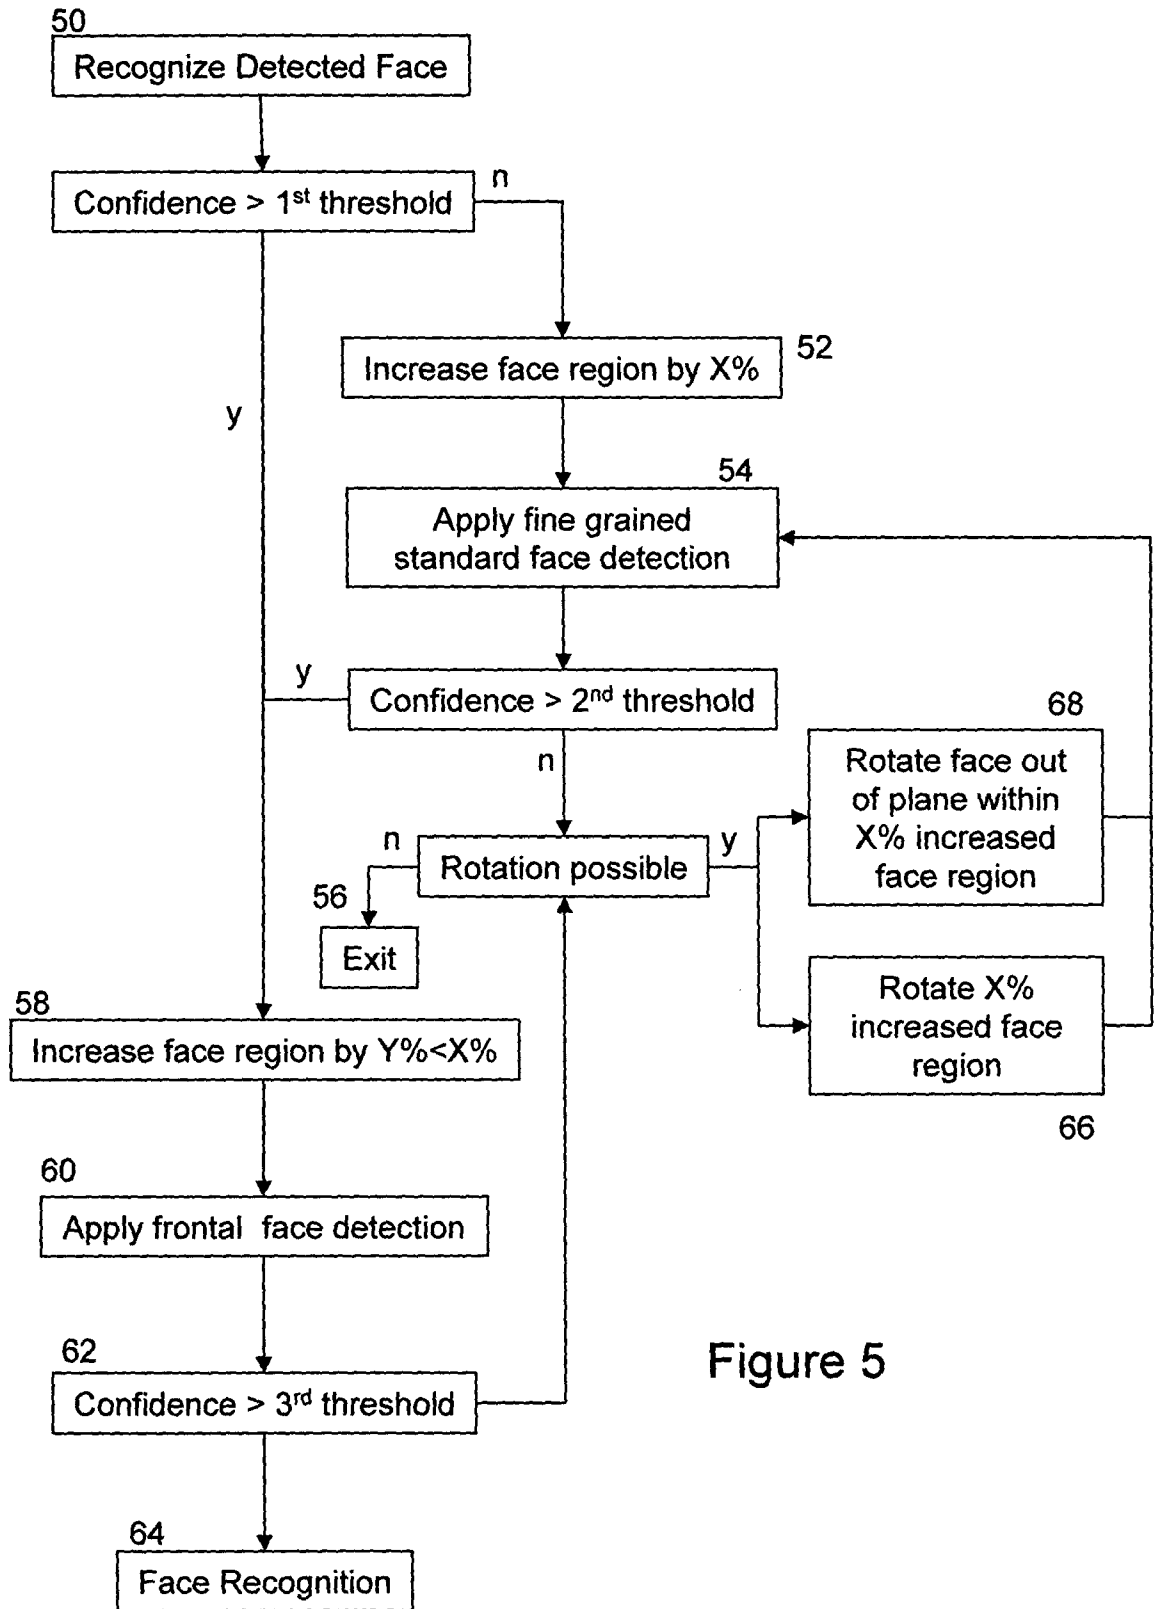 50
Recognize Detected Face
Confidence > 1st threshold
n
Increase face region by X%
52
y
54
Apply fine grained
standard face detection
y
Confidence > 2nd threshold
n
68
Rotate face out
of plane within
X% increased
face region
n
Rotation possible
y
56
Exit
Rotate X%
increased face
region
66
58
Increase face region by Y%<X%
60
Apply frontal face detection
62
Confidence > 3rd threshold
Figure 5
64
Face Recognition